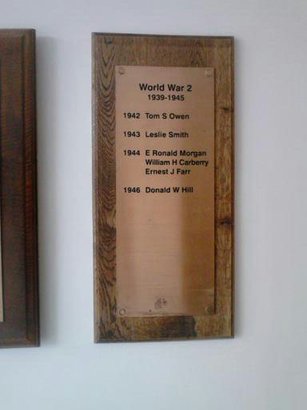 World War 2
1939-1945
1942 Tom S Owen
1943 Leslie Smith
1944 E Ronald Morgan
William H Carberry
Ernest J Farr
1946 Donald W Hill